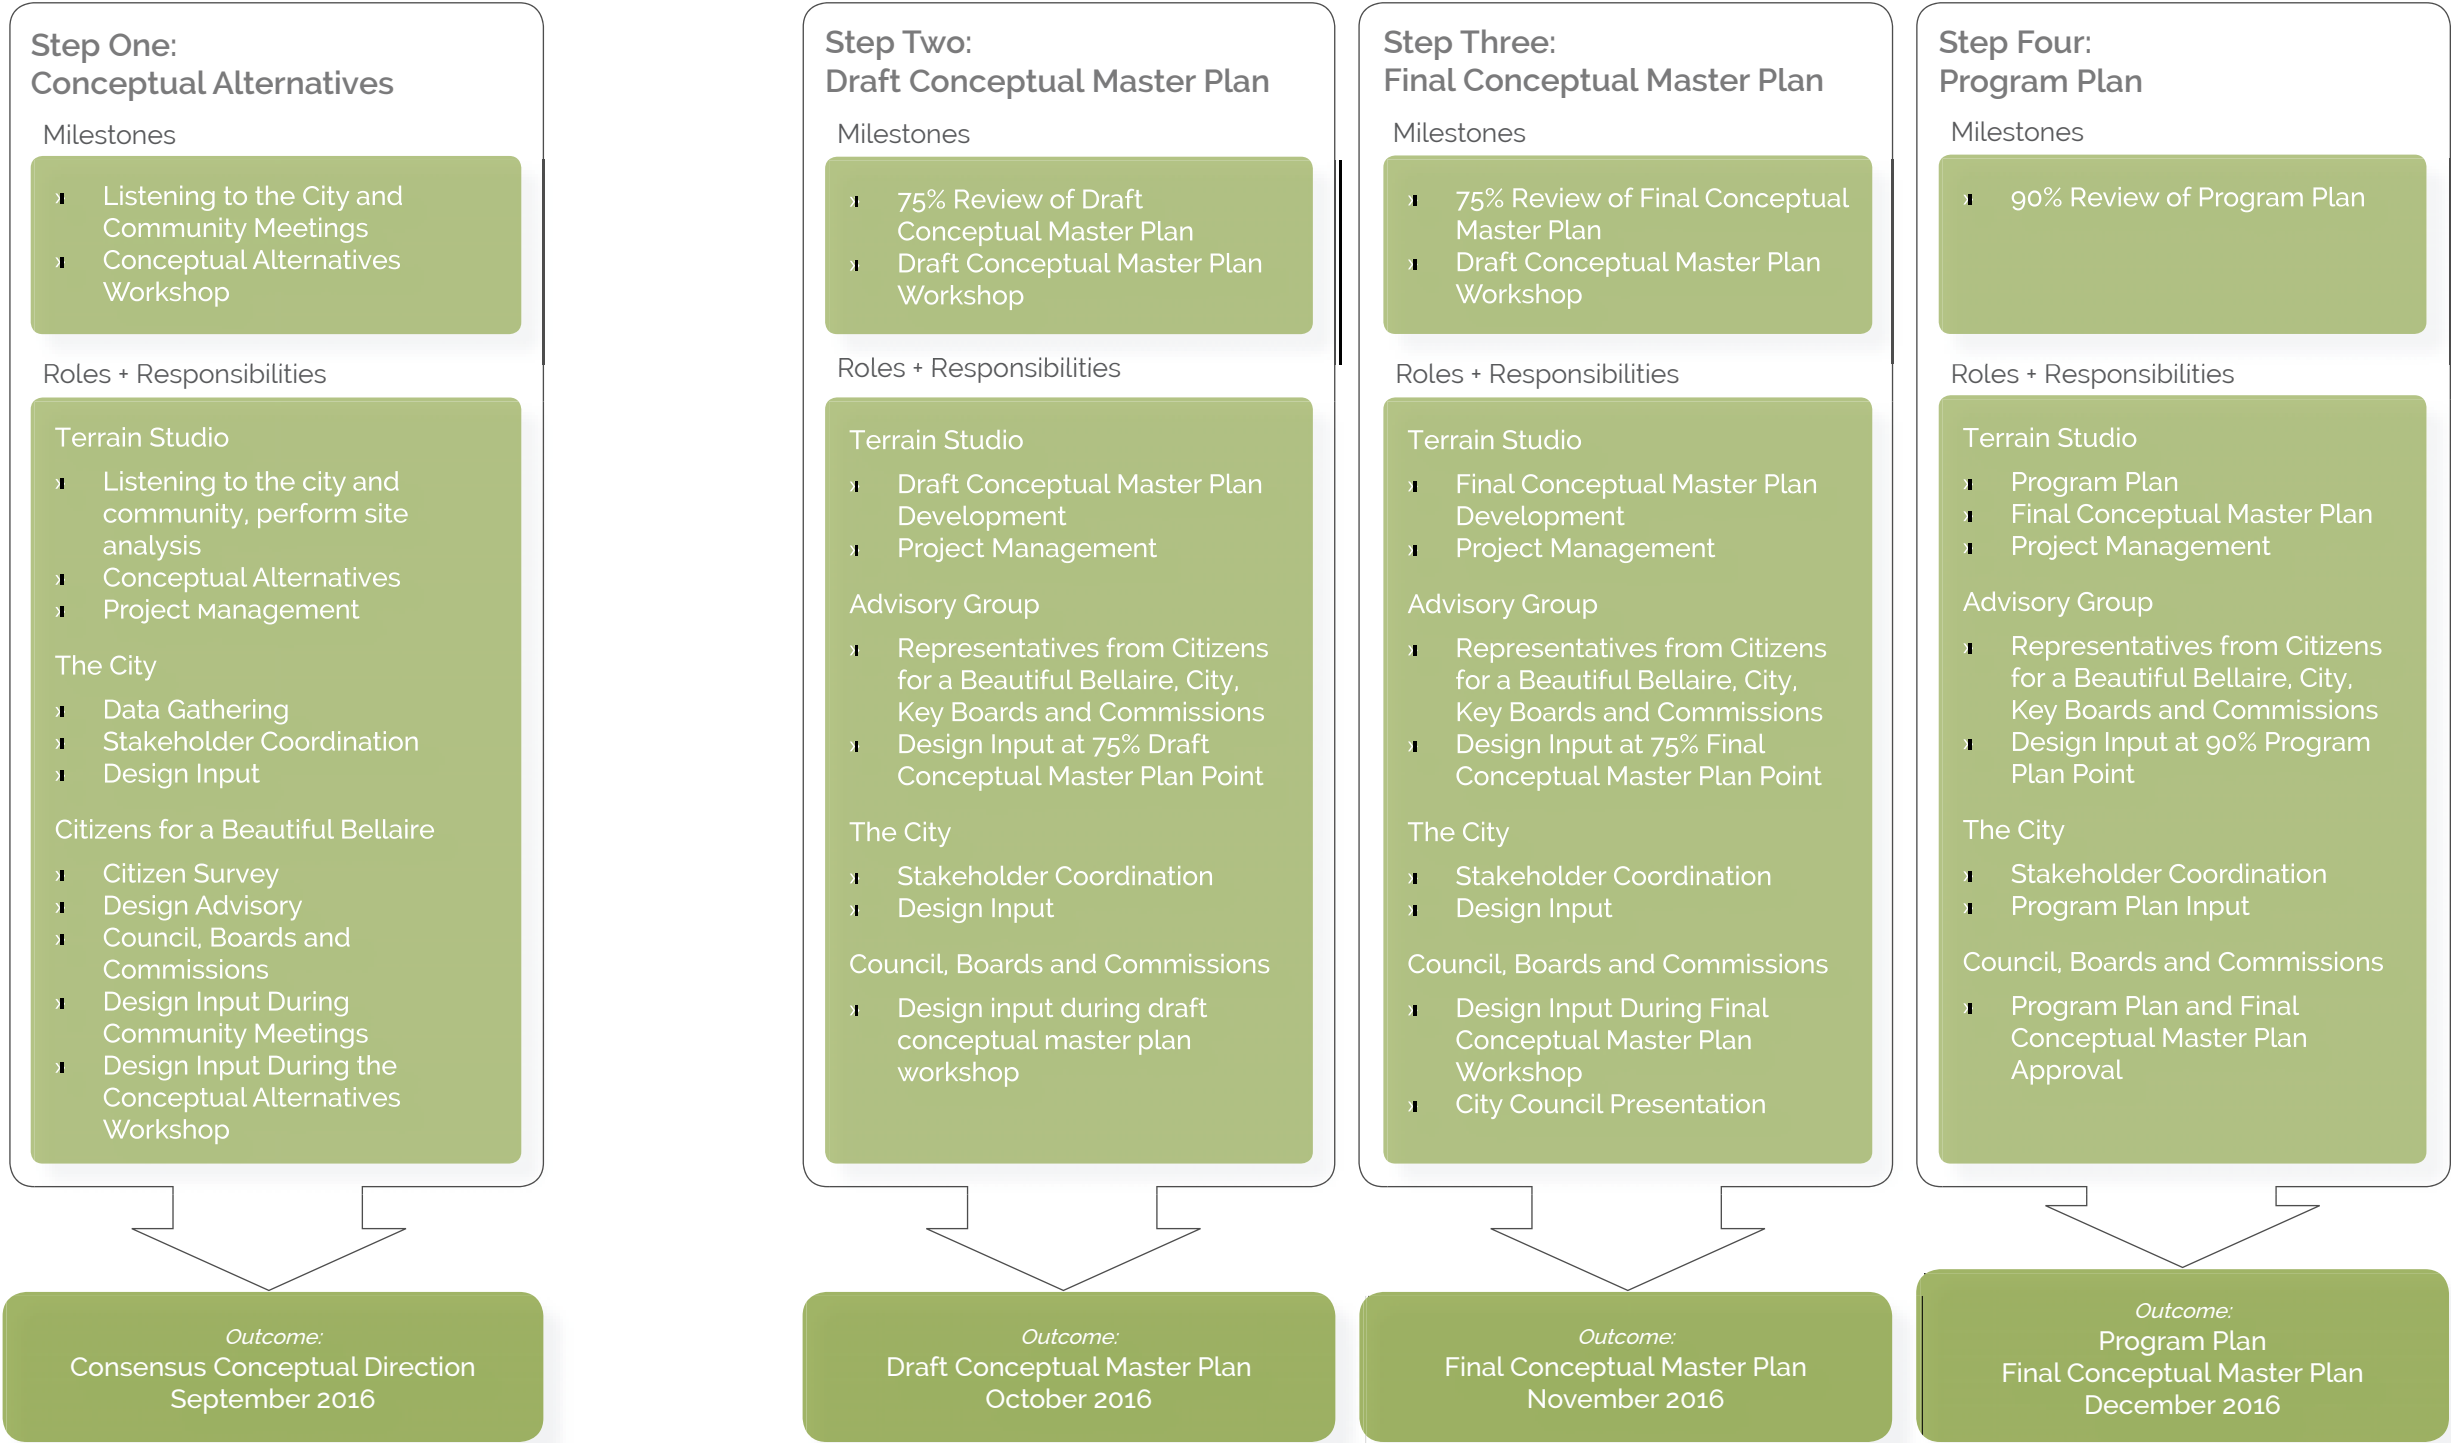 Step One:
Conceptual Alternatives
Milestones
Listening to the City and
Community Meetings
Conceptual Alternatives
Workshop
Roles + Responsibilities
Terrain Studio
Listening to the city and
community, perform site
analysis
Conceptual Alternatives
Project Management
The City
Data Gathering
Stakeholder Coordination
Design Input
Citizens for a Beautiful Bellaire
Citizen Survey
Design Advisory
Council, Boards and
Commissions
Design Input During
Community Meetings
Design Input During the
Conceptual Alternatives
Workshop
Outcome:
Consensus Conceptual Direction
September 2016
Step Two:
Draft Conceptual Master Plan
Milestones
75% Review of Draft
Conceptual Master Plan
Draft Conceptual Master Plan
Workshop
Roles + Responsibilities
Terrain Studio
Draft Conceptual Master Plan
Development
Project Management
Advisory Group
Representatives from Citizens
for a Beautiful Bellaire, City,
Key Boards and Commissions
Design Input at 75% Draft
Conceptual Master Plan Point
The City
Stakeholder Coordination
Design Input
Council, Boards and Commissions
Design input during draft
conceptual master plan
workshop
Outcome:
Draft Conceptual Master Plan
October 2016
Step Three:
Final Conceptual Master Plan
Milestones
75% Review of Final Conceptual
Master Plan
Draft Conceptual Master Plan
Workshop
Roles + Responsibilities
Terrain Studio
Final Conceptual Master Plan
Development
Project Management
Advisory Group
Representatives from Citizens
for a Beautiful Bellaire, City,
Key Boards and Commissions
Design Input at 75% Final
Conceptual Master Plan Point
The City
Stakeholder Coordination
Design Input
Council, Boards and Commissions
Design Input During Final
Conceptual Master Plan
Workshop
City Council Presentation
Outcome:
Final Conceptual Master Plan
November 2016
Step Four:
Program Plan
Milestones
90% Review of Program Plan
Roles + Responsibilities
Terrain Studio
Program Plan
Final Conceptual Master Plan
Project Management
Advisory Group
Representatives from Citizens
for a Beautiful Bellaire, City,
Key Boards and Commissions
Design Input at 90% Program
Plan Point
The City
Stakeholder Coordination
Program Plan Input
Council, Boards and Commissions
Program Plan and Final
Conceptual Master Plan
Approval
Outcome:
Program Plan
Final Conceptual Master Plan
December 2016